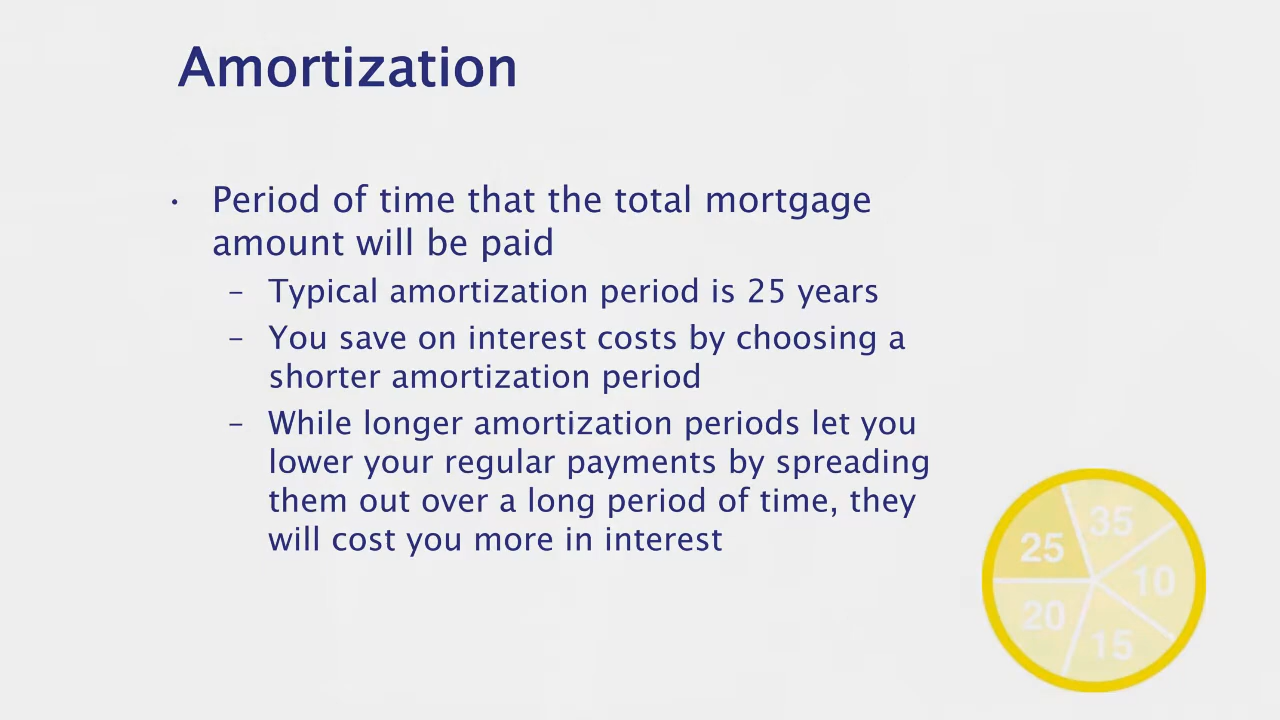 Amortization
• Period of time that the total mortgage
amount will be paid
– Typical amortization period is 25 years
– You save on interest costs by choosing a
shorter amortization period
– While longer amortization periods let you
lower your regular payments by spreading
them out over a long period of time, they
will cost you more in interest
35
25
10
20
15